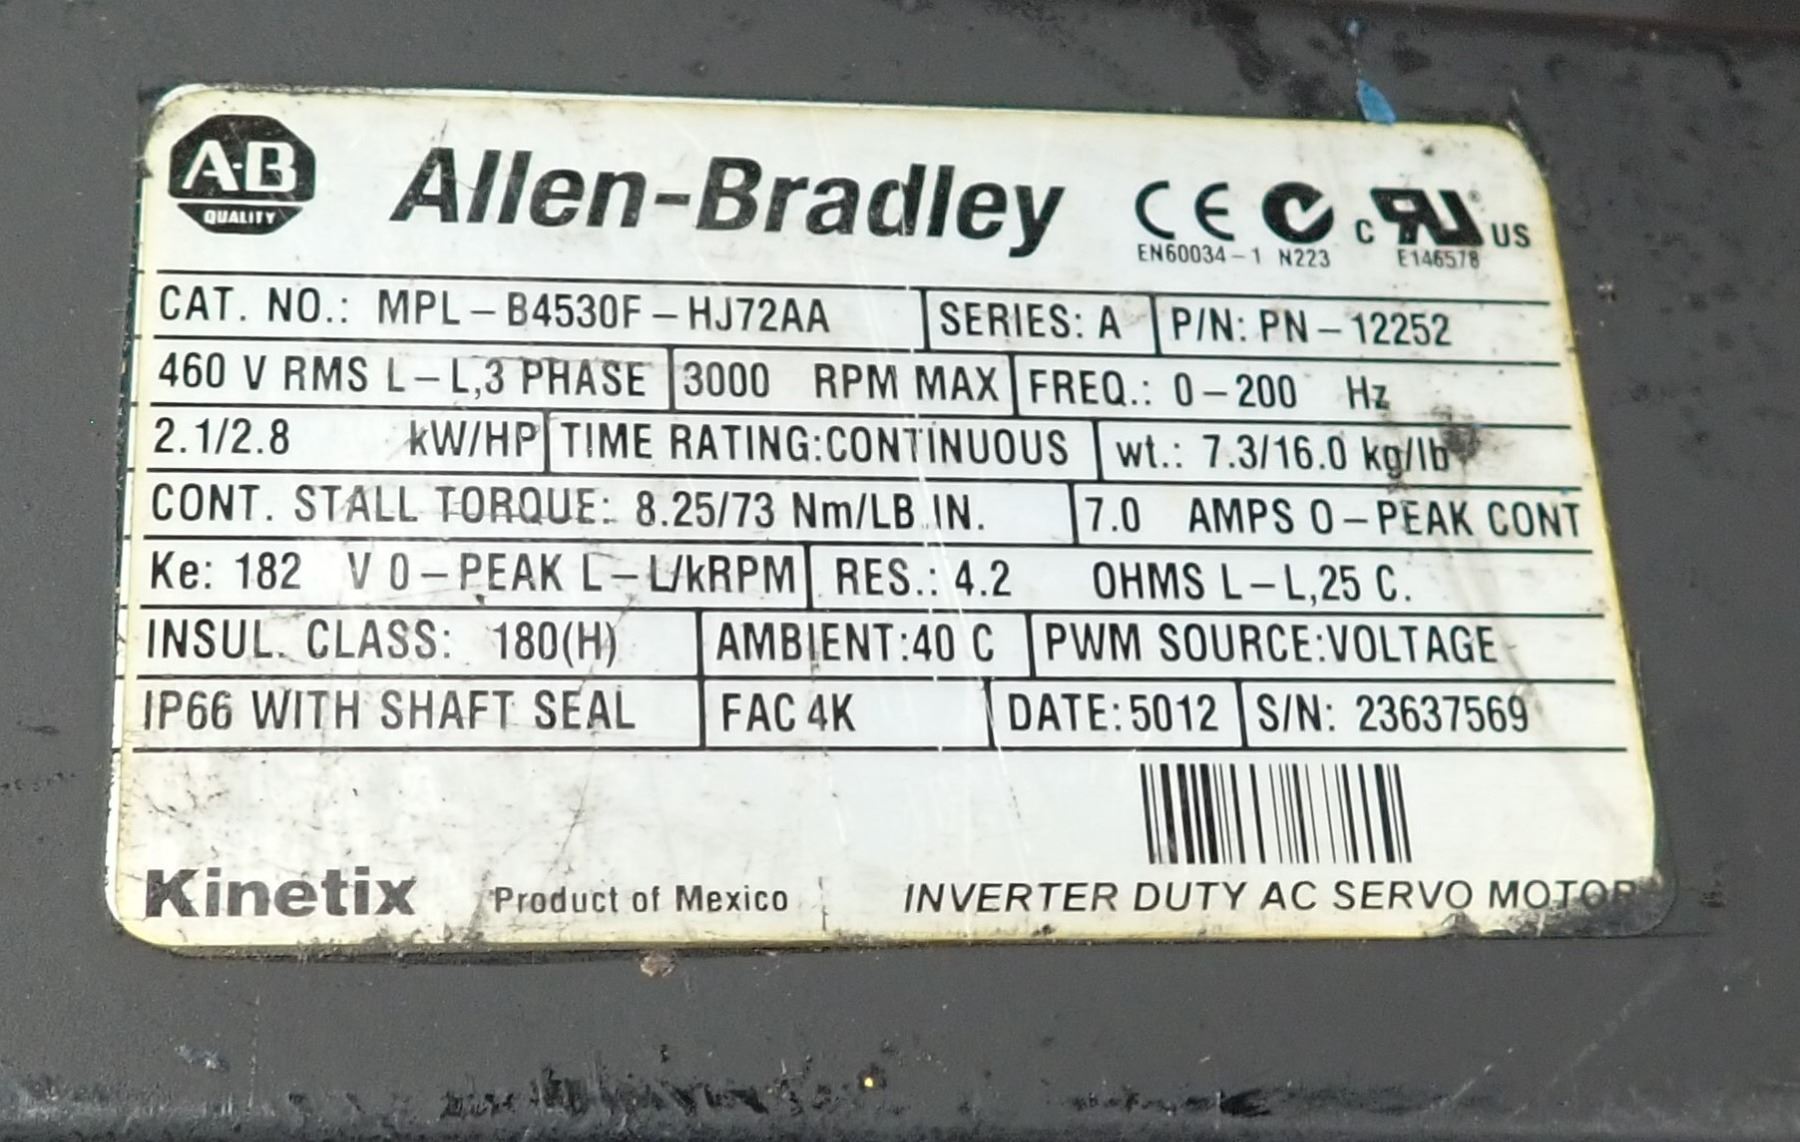 A-B QUALITY Allen-Bradley CE c RU US
EN60034-1 N223 E146578
CAT. NO.: MPL-B4530F-HJ72AA SERIES: A P/N: PN-12252
460 V RMS L-L,3 PHASE 3000 RPM MAX FREQ.: 0-200 Hz
2.1/2.8 kW/HP TIME RATING:CONTINUOUS wt.: 7.3/16.0 kg/lb
CONT. STALL TORQUE: 8.25/73 Nm/LB.IN. 7.0 AMPS 0-PEAK CONT
Ke: 182 V 0-PEAK L-L/kRPM RES.: 4.2 OHMS L-L,25 C.
INSUL. CLASS: 180(H) AMBIENT:40 C PWM SOURCE:VOLTAGE
IP66 WITH SHAFT SEAL FAC 4K DATE:5012 S/N: 23637569
Kinetix Product of Mexico INVERTER DUTY AC SERVO MOTOR